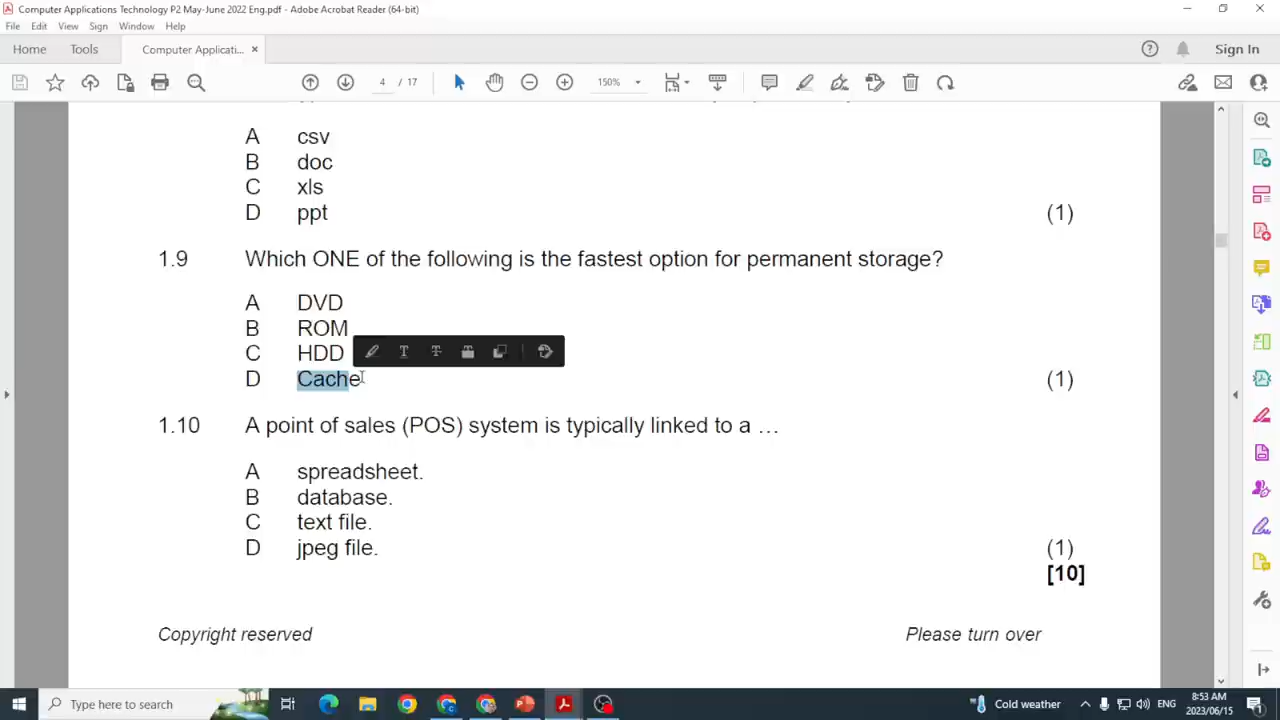 Computer Applications Technology P2 May-June 2022 Eng.pdf - Adobe Acrobat Reader (64-bit)
File Edit View Sign Window Help
Home Tools Computer Applicati... × Sign In
4 / 17 150%
A csv
B doc
C xls
D ppt (1)
1.9 Which ONE of the following is the fastest option for permanent storage?
A DVD
B ROM
C HDD
D Cache (1)
1.10 A point of sales (POS) system is typically linked to a …
A spreadsheet.
B database.
C text file.
D jpeg file. (1)
[10]
Copyright reserved Please turn over
Type here to search Cold weather ENG 8:53 AM
2023/06/15